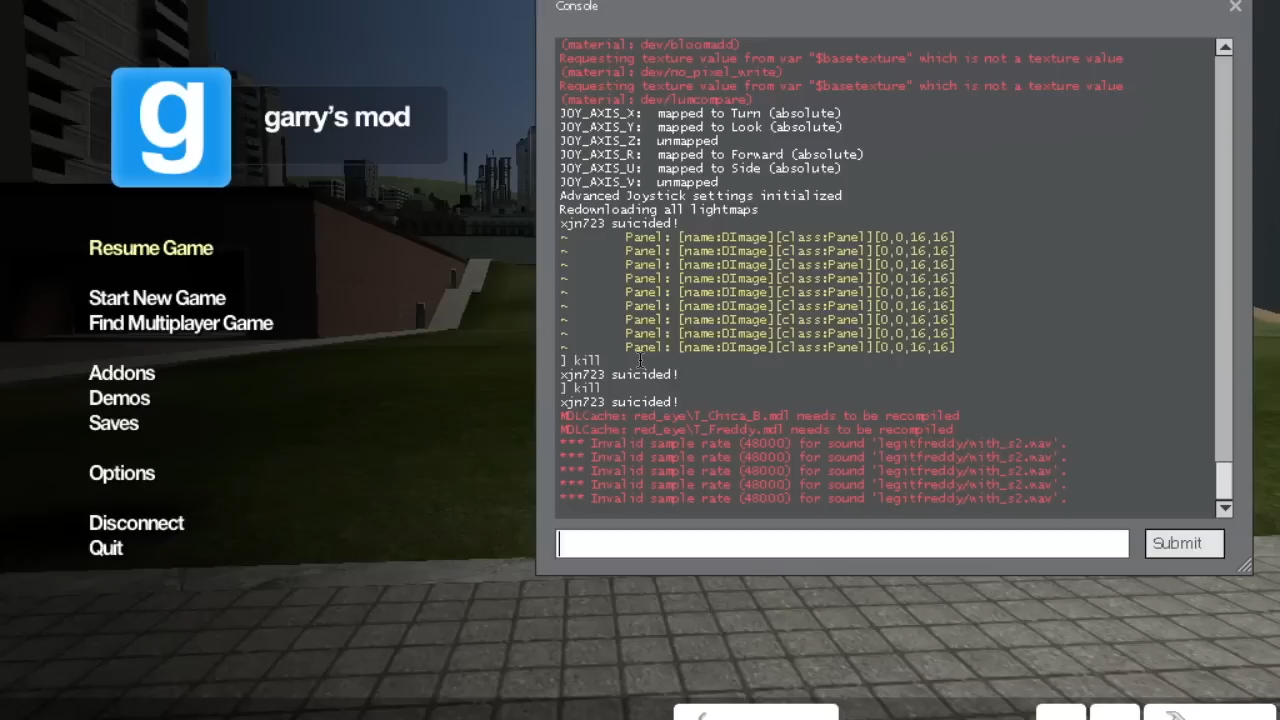 g
garry's mod
Resume Game
Start New Game
Find Multiplayer Game
Addons
Demos
Saves
Options
Disconnect
Quit
Console
(material: dev/bloomadd)
Requesting texture value from var "$basetexture" which is not a texture value
(material: dev/no_pixel_write)
Requesting texture value from var "$basetexture" which is not a texture value
(material: dev/lumcompare)
JOY_AXIS_X: mapped to Turn (absolute)
JOY_AXIS_Y: mapped to Look (absolute)
JOY_AXIS_Z: unmapped
JOY_AXIS_R: mapped to Forward (absolute)
JOY_AXIS_U: mapped to Side (absolute)
JOY_AXIS_V: unmapped
Advanced Joystick settings initialized
Redownloading all lightmaps
xjn723 suicided!
~ Panel: [name:DImage][class:Panel][0,0,16,16]
~ Panel: [name:DImage][class:Panel][0,0,16,16]
~ Panel: [name:DImage][class:Panel][0,0,16,16]
~ Panel: [name:DImage][class:Panel][0,0,16,16]
~ Panel: [name:DImage][class:Panel][0,0,16,16]
~ Panel: [name:DImage][class:Panel][0,0,16,16]
~ Panel: [name:DImage][class:Panel][0,0,16,16]
~ Panel: [name:DImage][class:Panel][0,0,16,16]
~ Panel: [name:DImage][class:Panel][0,0,16,16]
] kill
xjn723 suicided!
] kill
xjn723 suicided!
MDLCache: red_eye\T_Chica_B.mdl needs to be recompiled
MDLCache: red_eye\T_Freddy.mdl needs to be recompiled
*** Invalid sample rate (48000) for sound 'legitfreddy/with_s2.wav'.
*** Invalid sample rate (48000) for sound 'legitfreddy/with_s2.wav'.
*** Invalid sample rate (48000) for sound 'legitfreddy/with_s2.wav'.
*** Invalid sample rate (48000) for sound 'legitfreddy/with_s2.wav'.
*** Invalid sample rate (48000) for sound 'legitfreddy/with_s2.wav'.
Submit